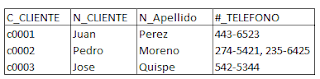 C_CLIENTE N_CLIENTE N_Apellido #_TELEFONO
c0001 Juan Perez 443-6523
c0002 Pedro Moreno 274-5421, 235-6425
c0003 Jose Quispe 542-5344